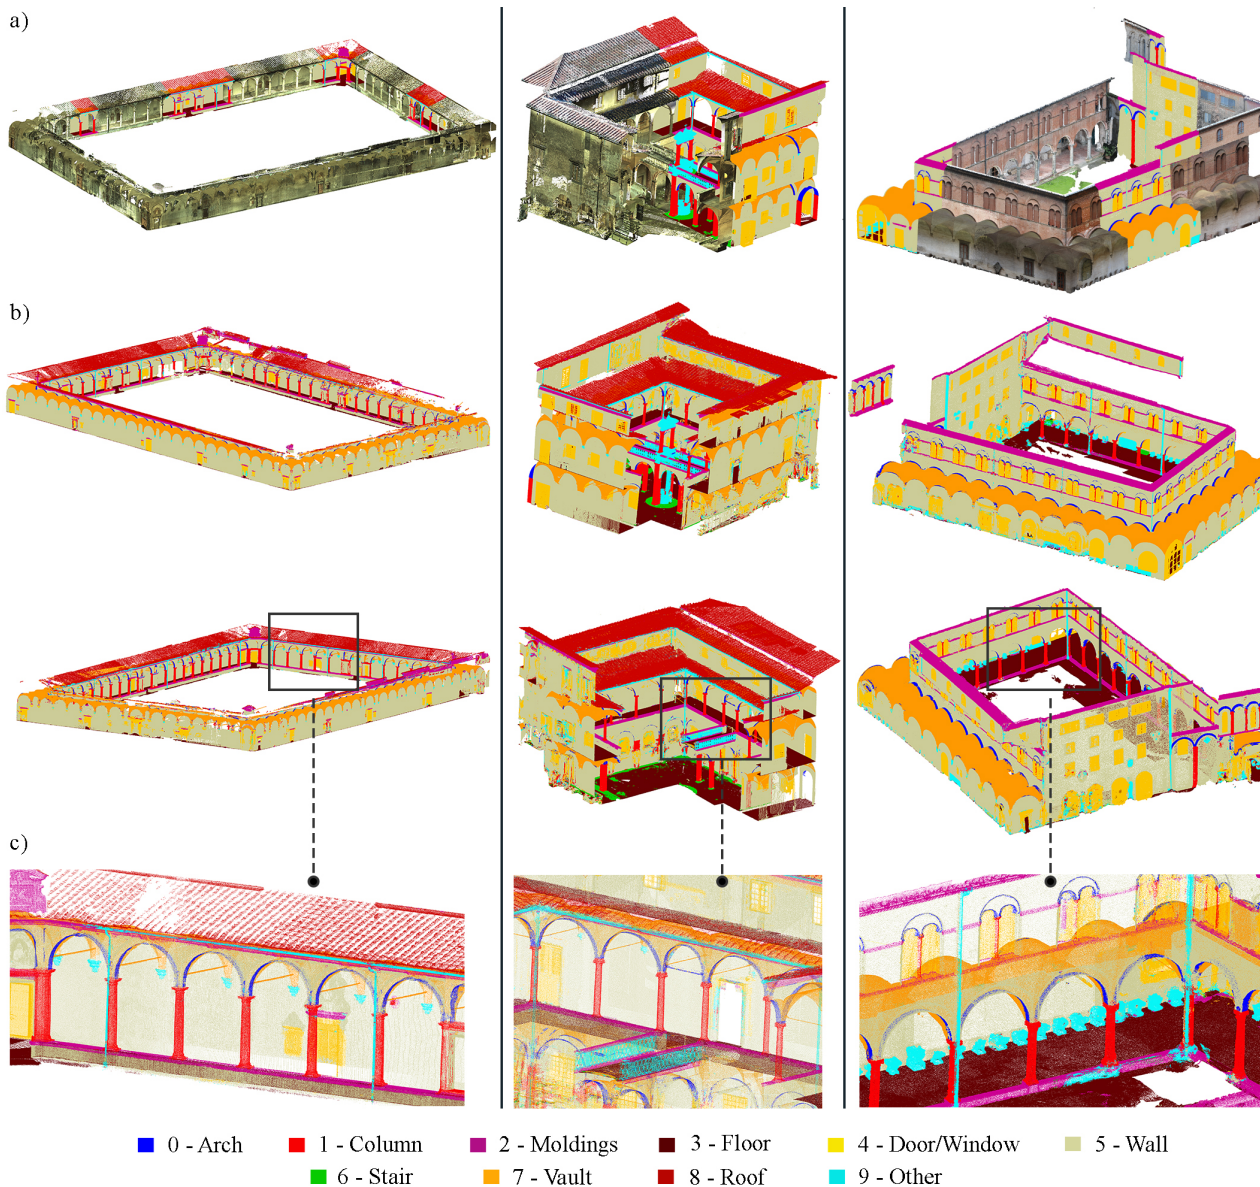 a)
b)
c)
0 - Arch 1 - Column 2 - Moldings 3 - Floor 4 - Door/Window 5 - Wall
6 - Stair 7 - Vault 8 - Roof 9 - Other